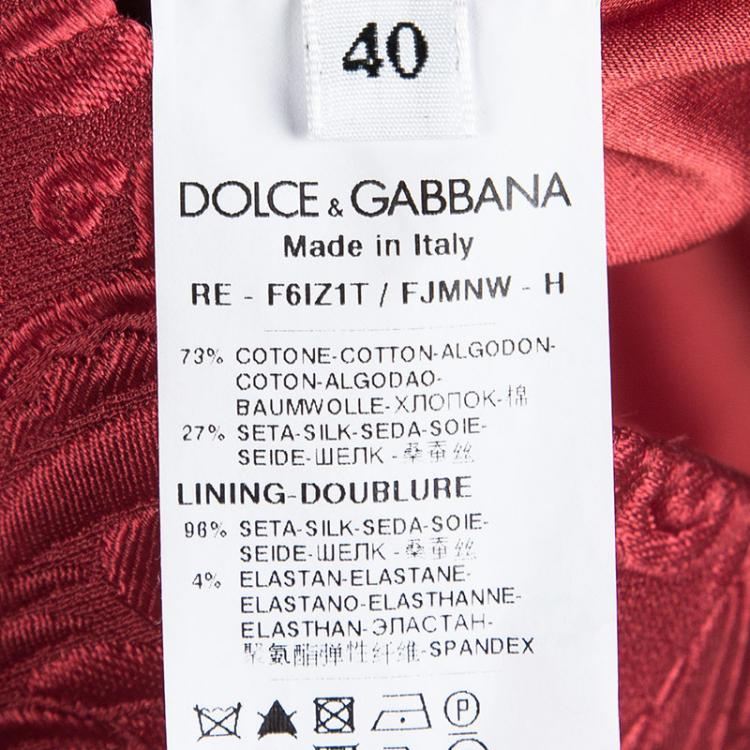 40
DOLCE & GABBANA
Made in Italy
RE - F6IZ1T / FJMNW - H
73% COTONE-COTTON-ALGODON-
COTON-ALGODAO-
BAUMWOLLE-ХЛОПОК-棉
27% SETA-SILK-SEDA-SOIE-
SEIDE-ШЕЛК -桑蚕丝
LINING-DOUBLURE
96% SETA-SILK-SEDA-SOIE-
SEIDE-ШЕЛК -桑蚕丝
4% ELASTAN-ELASTANE-
ELASTANO-ELASTHANNE-
ELASTHAN-ЭЛАСТАН-
聚氨酯弹性纤维-SPANDEX
P